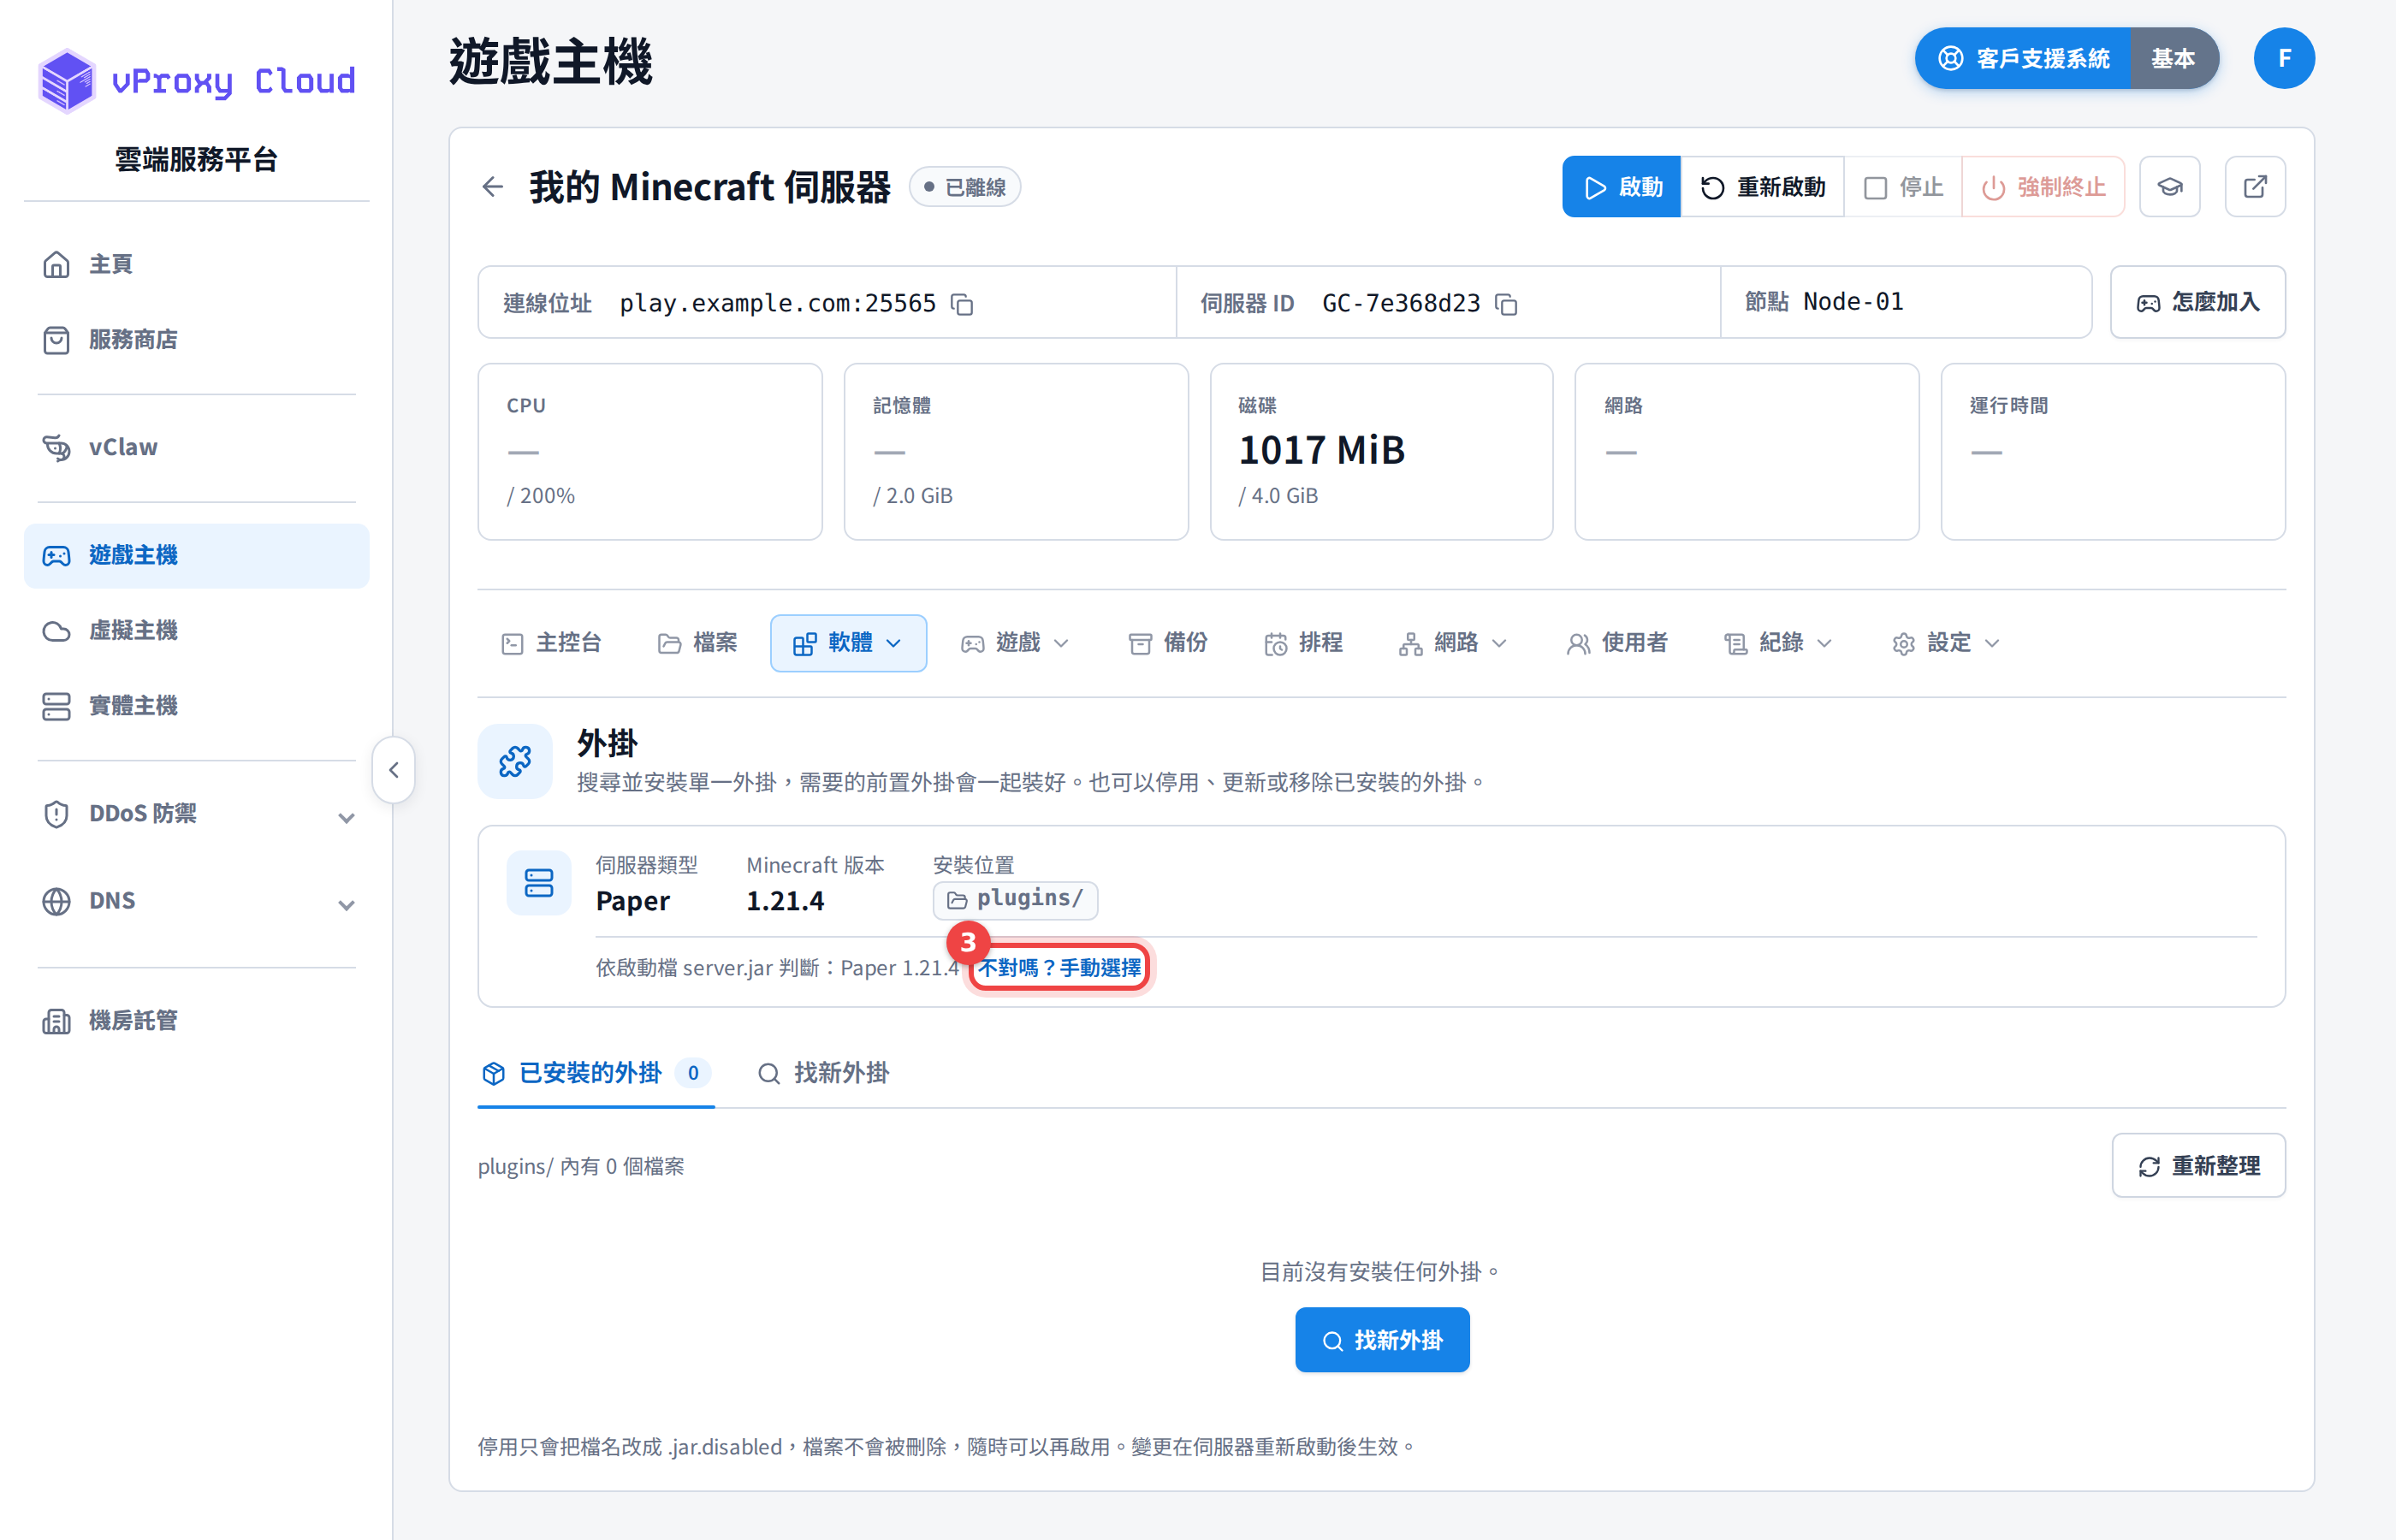 vProxy Cloud
雲端服務平台
主頁
服務商店
vClaw
遊戲主機
虛擬主機
實體主機
DDoS 防禦
DNS
機房託管
遊戲主機
客戶支援系統 基本
F
我的 Minecraft 伺服器 已離線
啟動 重新啟動 停止 強制終止
連線位址 play.example.com:25565 伺服器 ID GC-7e368d23 節點 Node-01 怎麼加入
CPU
—
/ 200%
記憶體
—
/ 2.0 GiB
磁碟
1017 MiB
/ 4.0 GiB
網路
—
運行時間
—
主控台 檔案 軟體 遊戲 備份 排程 網路 使用者 紀錄 設定
外掛
搜尋並安裝單一外掛，需要的前置外掛會一起裝好。也可以停用、更新或移除已安裝的外掛。
伺服器類型 Minecraft 版本 安裝位置
Paper 1.21.4 plugins/
3
依啟動檔 server.jar 判斷：Paper 1.21.4 不對嗎？手動選擇
已安裝的外掛 0 找新外掛
plugins/ 內有 0 個檔案 重新整理
目前沒有安裝任何外掛。
找新外掛
停用只會把檔名改成 .jar.disabled，檔案不會被刪除，隨時可以再啟用。變更在伺服器重新啟動後生效。